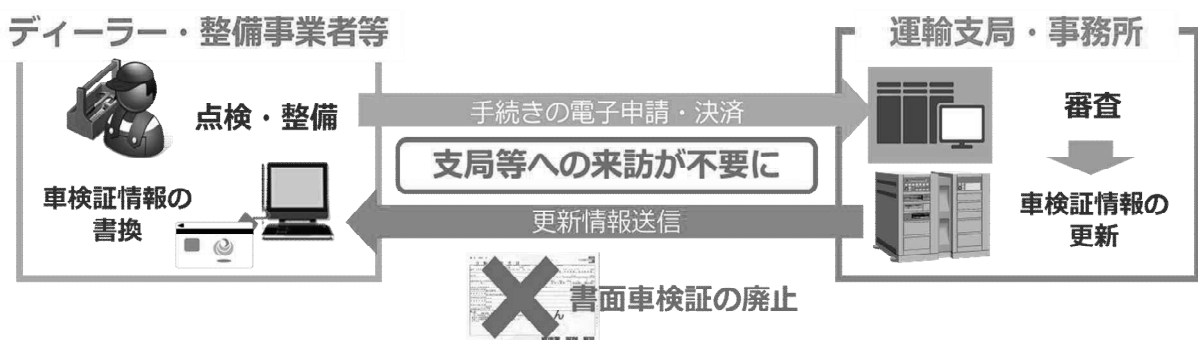 ディーラー・整備事業者等
点検・整備
車検証情報の
書換
手続きの電子申請・決済
支局等への来訪が不要に
更新情報送信
書面車検証の廃止
運輸支局・事務所
審査
車検証情報の
更新